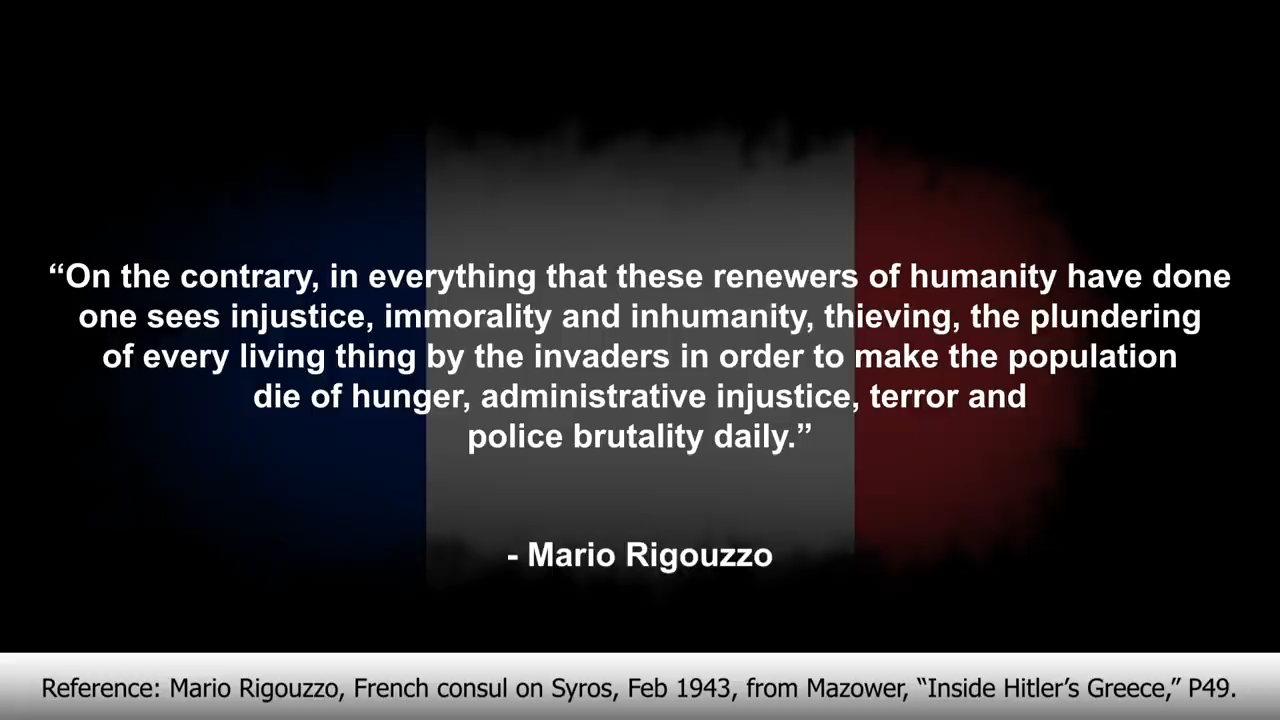 “On the contrary, in everything that these renewers of humanity have done
one sees injustice, immorality and inhumanity, thieving, the plundering
of every living thing by the invaders in order to make the population
die of hunger, administrative injustice, terror and
police brutality daily.”
- Mario Rigouzzo
Reference: Mario Rigouzzo, French consul on Syros, Feb 1943, from Mazower, “Inside Hitler’s Greece,” P49.